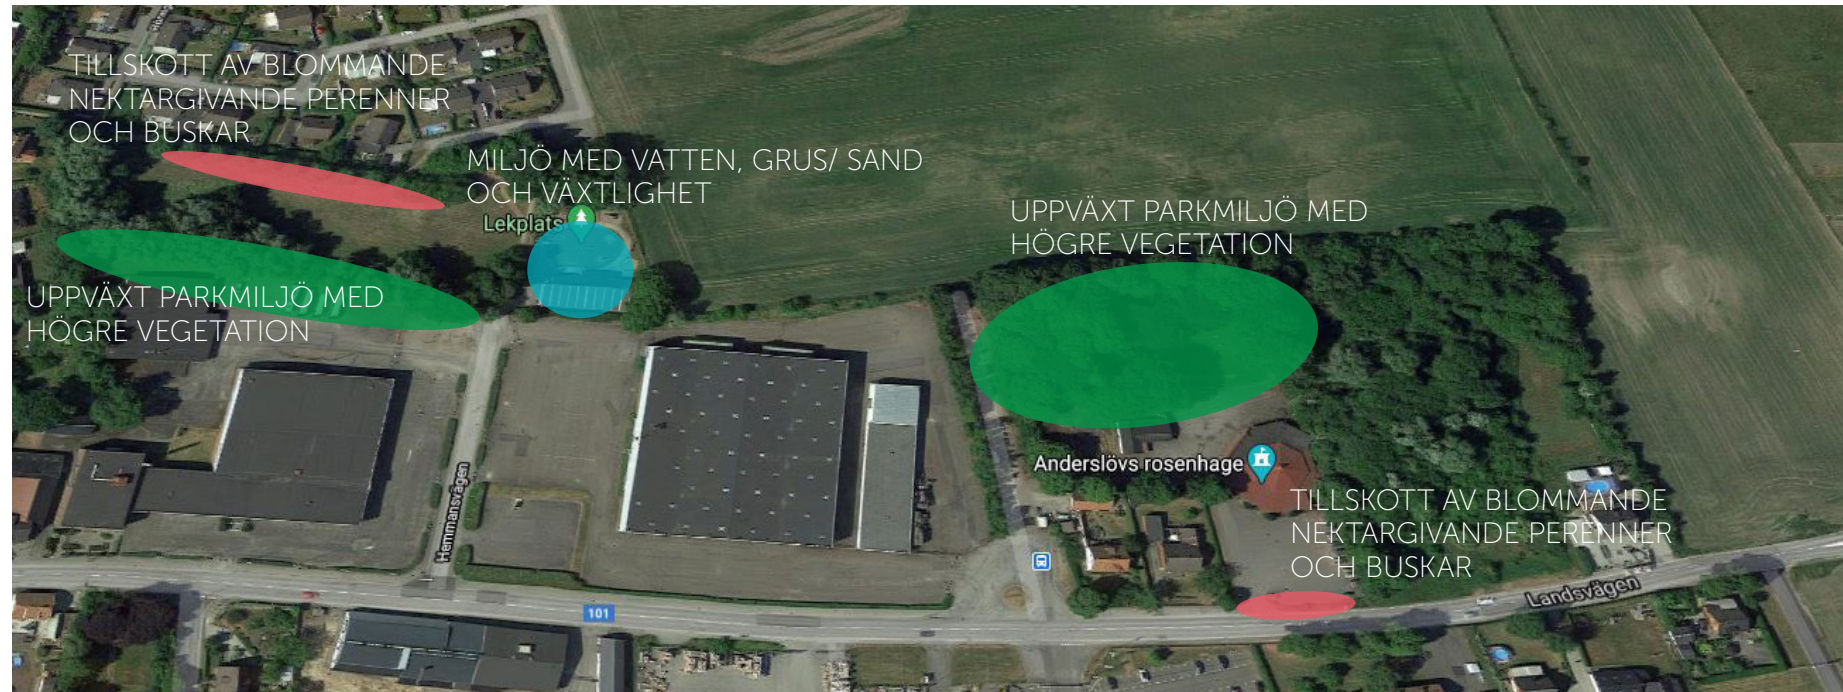 TILLSKOTT AV BLOMMANDE
NEKTARGIVANDE PERENNER
OCH BUSKAR
MILJÖ MED VATTEN, GRUS/ SAND
OCH VÄXTLIGHET
Lekplats
UPPVÄXT PARKMILJÖ MED
HÖGRE VEGETATION
UPPVÄXT PARKMILJÖ MED
HÖGRE VEGETATION
Anderslövs rosenhage
Hemmansvägen
TILLSKOTT AV BLOMMANDE
NEKTARGIVANDE PERENNER
OCH BUSKAR
Landsvägen
101